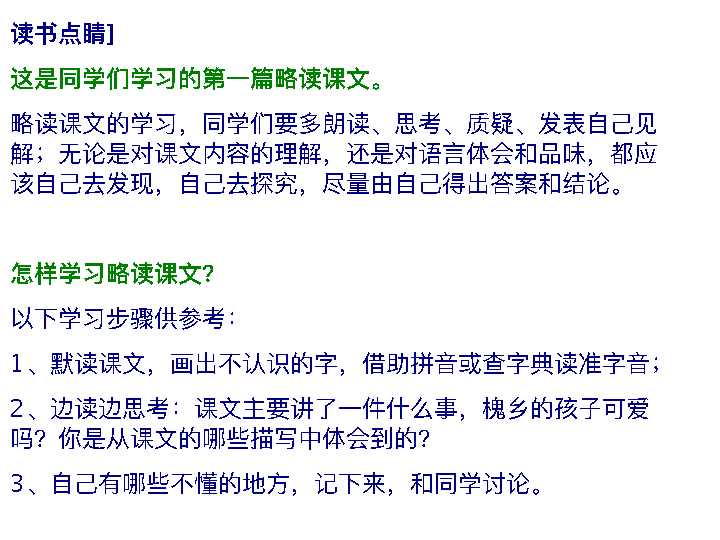 读书点睛]
这是同学们学习的第一篇略读课文。
略读课文的学习，同学们要多朗读、思考、质疑、发表自己见
解；无论是对课文内容的理解，还是对语言体会和品味，都应
该自己去发现，自己去探究，尽量由自己得出答案和结论。
怎样学习略读课文？
以下学习步骤供参考：
1、默读课文，画出不认识的字，借助拼音或查字典读准字音；
2、边读边思考：课文主要讲了一件什么事，槐乡的孩子可爱
吗？你是从课文的哪些描写中体会到的？
3、自己有哪些不懂的地方，记下来，和同学讨论。